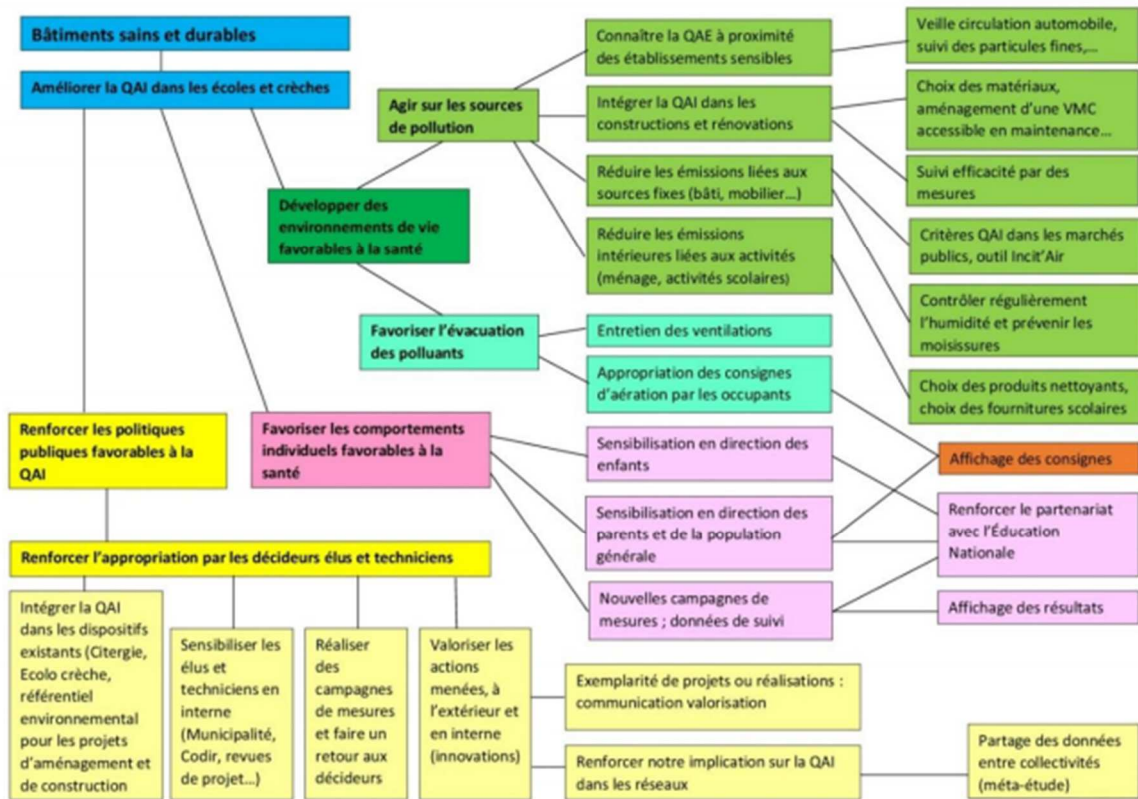 Bâtiments sains et durables
Améliorer la QAI dans les écoles et crèches
Agir sur les sources
de pollution
Connaître la QAE à proximité
des établissements sensibles
Veille circulation automobile,
suivi des particules fines,...
Intégrer la QAI dans les
constructions et rénovations
Choix des matériaux,
aménagement d'une VMC
accessible en maintenance...
Suivi efficacité par des
mesures
Réduire les émissions liées aux
sources fixes (bâti, mobilier...)
Développer des
environnements de vie
favorables à la santé
Réduire les émissions
intérieures liées aux activités
(ménage, activités scolaires)
Critères QAI dans les marchés
publics, outil Incit'Air
Contrôler régulièrement
l'humidité et prévenir les
moisissures
Favoriser l'évacuation
des polluants
Entretien des ventilations
Appropriation des consignes
d'aération par les occupants
Choix des produits nettoyants,
choix des fournitures scolaires
Renforcer les politiques
publiques favorables à la
QAI
Favoriser les comportements
individuels favorables à la
santé
Sensibilisation en direction des
enfants
Affichage des consignes
Sensibilisation en direction des
parents et de la population
générale
Renforcer le partenariat
avec l'Éducation
Nationale
Renforcer l'appropriation par les décideurs élus et techniciens
Nouvelles campagnes de
mesures ; données de suivi
Affichage des résultats
Intégrer la QAI
dans les dispositifs
existants (Citergie,
Ecolo crèche,
référentiel
environnemental
pour les projets
d'aménagement et
de construction
Sensibiliser les
élus et
techniciens en
interne
(Municipalité,
Codir, revues
de projet...)
Réaliser
des
campagnes
de mesures
et faire un
retour aux
décideurs
Valoriser les
actions
menées, à
l'extérieur et
en interne
(innovations)
Exemplarité de projets ou réalisations :
communication valorisation
Renforcer notre implication sur la QAI
dans les réseaux
Partage des données
entre collectivités
(méta-étude)